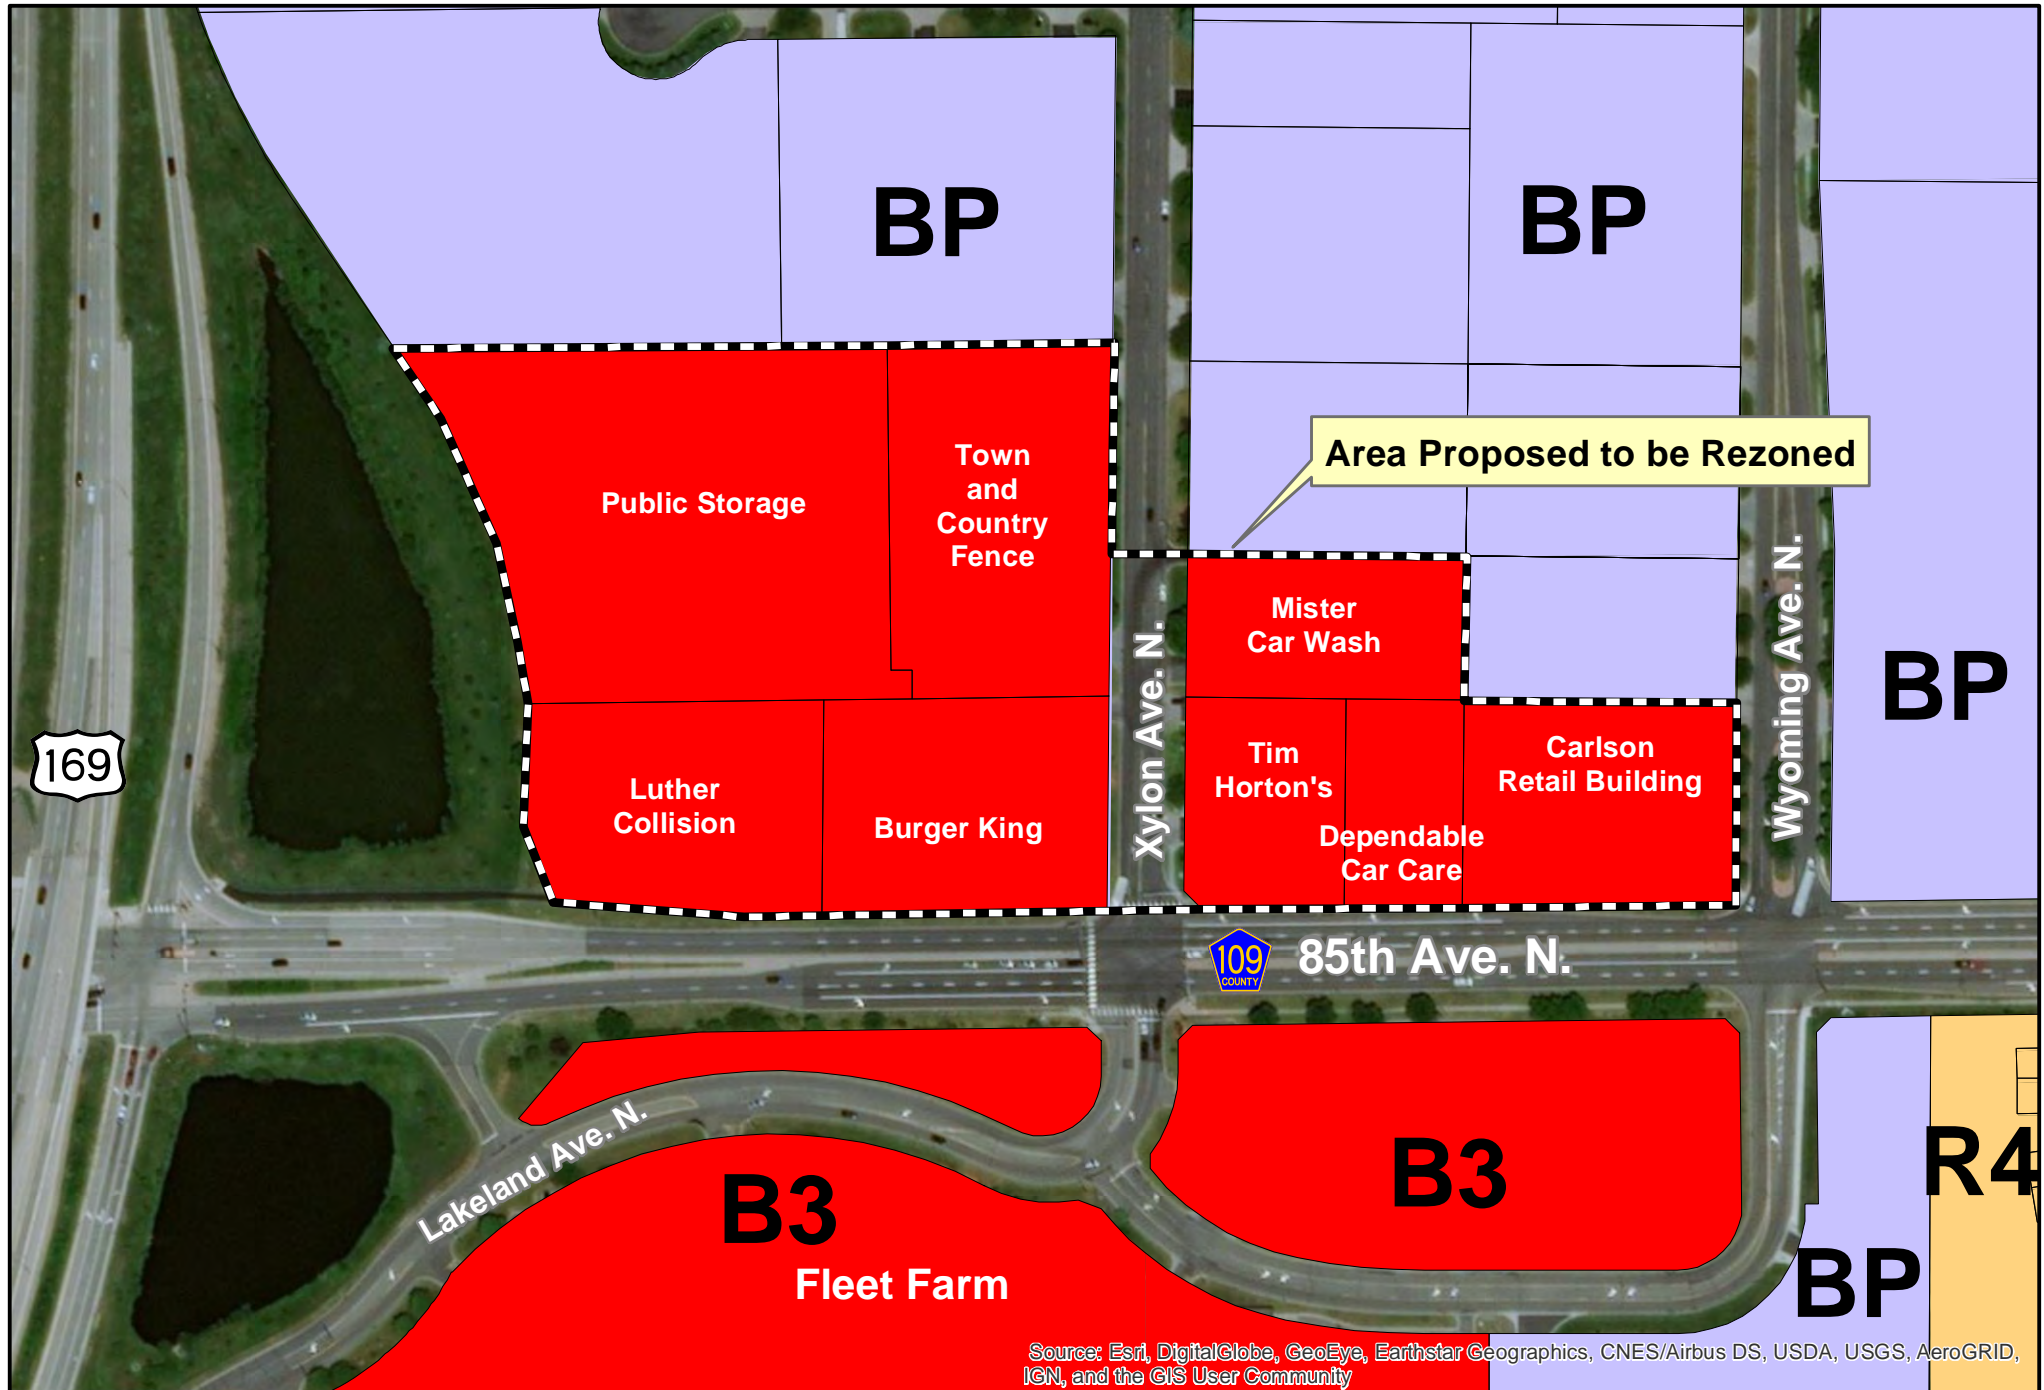 BP
BP
Area Proposed to be Rezoned
Town
and
Country
Fence
Public Storage
Mister
Car Wash
Xylon Ave. N.
Wyoming Ave. N.
BP
169
Luther
Collision
Burger King
Tim
Horton's
Dependable
Car Care
Carlson
Retail Building
109
COUNTY
85th Ave. N.
Lakeland Ave. N.
B3
B3
R4
BP
Fleet Farm
Source: Esri, DigitalGlobe, GeoEye, Earthstar Geographics, CNES/Airbus DS, USDA, USGS, AeroGRID,
IGN, and the GIS User Community